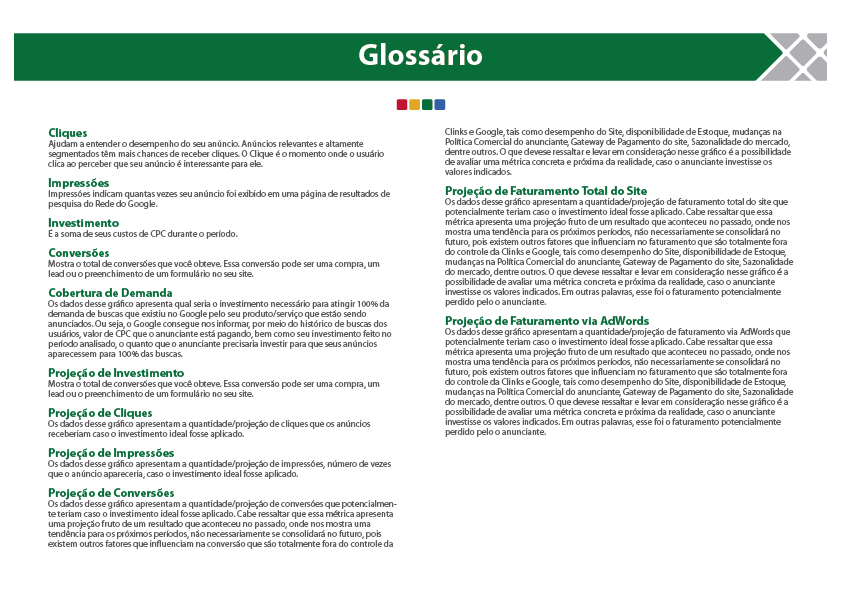 Glossário
Cliques
Ajudam a entender o desempenho do seu anúncio. Anúncios relevantes e altamente
segmentados têm mais chances de receber cliques. O Clique é o momento onde o usuário
clica ao perceber que seu anúncio é interessante para ele.
Impressões
Impressões indicam quantas vezes seu anúncio foi exibido em uma página de resultados de
pesquisa do Rede do Google.
Investimento
É a soma de seus custos de CPC durante o período.
Conversões
Mostra o total de conversões que você obteve. Essa conversão pode ser uma compra, um
lead ou o preenchimento de um formulário no seu site.
Cobertura de Demanda
Os dados desse gráfico apresenta qual seria o investimento necessário para atingir 100% da
demanda de buscas que existiu no Google pelo seu produto/serviço que estão sendo
anunciados. Ou seja, o Google consegue nos informar, por meio do histórico de buscas dos
usuários, valor de CPC que o anunciante está pagando, bem como seu investimento feito no
período analisado, o quanto que o anunciante precisaria investir para que seus anúncios
aparecessem para 100% das buscas.
Projeção de Investimento
Mostra o total de conversões que você obteve. Essa conversão pode ser uma compra, um
lead ou o preenchimento de um formulário no seu site.
Projeção de Cliques
Os dados desse gráfico apresentam a quantidade/projeção de cliques que os anúncios
receberiam caso o investimento ideal fosse aplicado.
Projeção de Impressões
Os dados desse gráfico apresentam a quantidade/projeção de impressões, número de vezes
que o anúncio apareceria, caso o investimento ideal fosse aplicado.
Projeção de Conversões
Os dados desse gráfico apresentam a quantidade/projeção de conversões que potencialmen-
te teriam caso o investimento ideal fosse aplicado. Cabe ressaltar que essa métrica apresenta
uma projeção fruto de um resultado que aconteceu no passado, onde nos mostra uma
tendência para os próximos períodos, não necessariamente se consolidará no futuro, pois
existem outros fatores que influenciam na conversão que são totalmente fora do controle da
Clinks e Google, tais como desempenho do Site, disponibilidade de Estoque, mudanças na
Política Comercial do anunciante, Gateway de Pagamento do site, Sazonalidade do mercado,
dentre outros. O que devese ressaltar e levar em consideração nesse gráfico é a possibilidade
de avaliar uma métrica concreta e próxima da realidade, caso o anunciante investisse os
valores indicados.
Projeção de Faturamento Total do Site
Os dados desse gráfico apresentam a quantidade/projeção de faturamento total do site que
potencialmente teriam caso o investimento ideal fosse aplicado. Cabe ressaltar que essa
métrica apresenta uma projeção fruto de um resultado que aconteceu no passado, onde nos
mostra uma tendência para os próximos períodos, não necessariamente se consolidará no
futuro, pois existem outros fatores que influenciam no faturamento que são totalmente fora
do controle da Clinks e Google, tais como desempenho do Site, disponibilidade de Estoque,
mudanças na Política Comercial do anunciante, Gateway de Pagamento do site, Sazonalidade
do mercado, dentre outros. O que devese ressaltar e levar em consideração nesse gráfico é a
possibilidade de avaliar uma métrica concreta e próxima da realidade, caso o anunciante
investisse os valores indicados. Em outras palavras, esse foi o faturamento potencialmente
perdido pelo o anunciante.
Projeção de Faturamento via AdWords
Os dados desse gráfico apresentam a quantidade/projeção de faturamento via AdWords que
potencialmente teriam caso o investimento ideal fosse aplicado. Cabe ressaltar que essa
métrica apresenta uma projeção fruto de um resultado que aconteceu no passado, onde nos
mostra uma tendência para os próximos períodos, não necessariamente se consolidará no
futuro, pois existem outros fatores que influenciam no faturamento que são totalmente fora
do controle da Clinks e Google, tais como desempenho do Site, disponibilidade de Estoque,
mudanças na Política Comercial do anunciante, Gateway de Pagamento do site, Sazonalidade
do mercado, dentre outros. O que devese ressaltar e levar em consideração nesse gráfico é a
possibilidade de avaliar uma métrica concreta e próxima da realidade, caso o anunciante
investisse os valores indicados. Em outras palavras, esse foi o faturamento potencialmente
perdido pelo o anunciante.